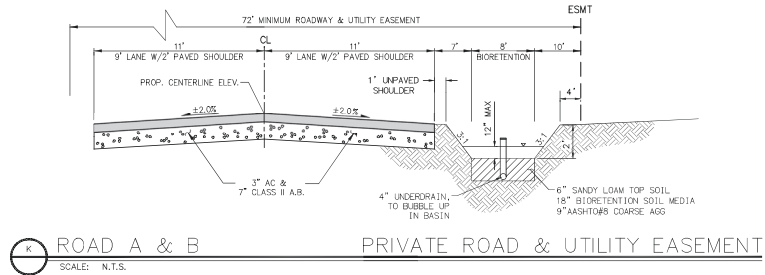 ESMT
72' MINIMUM ROADWAY & UTILITY EASEMENT
CL
11' 11' 7' 8' 10'
9' LANE W/2' PAVED SHOULDER 9' LANE W/2' PAVED SHOULDER BIORETENTION
1' UNPAVED
SHOULDER
4'
PROP. CENTERLINE ELEV.
12" MAX
±2.0% ±2.0%
3:1 3:1 2'
3" AC &
7" CLASS II A.B.
4" UNDERDRAIN,
TO BUBBLE UP
IN BASIN
6" SANDY LOAM TOP SOIL
18" BIORETENTION SOIL MEDIA
9"AASHTO#8 COARSE AGG
K ROAD A & B PRIVATE ROAD & UTILITY EASEMENT
SCALE: N.T.S.